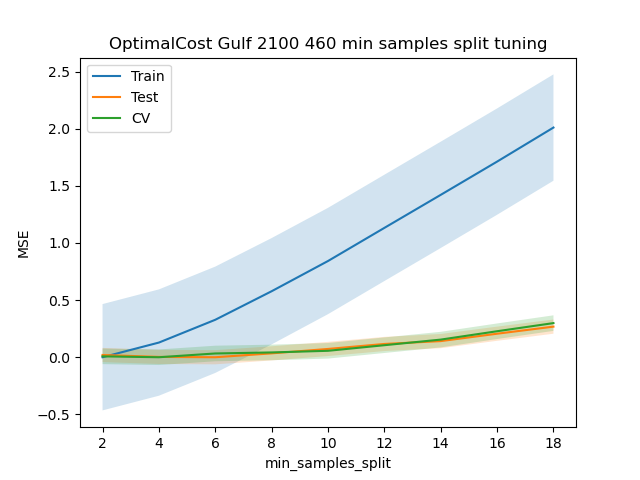 OptimalCost Gulf 2100 460 min samples split tuning
Train
Test
CV
2.5
2.0
1.5
1.0
0.5
0.0
−0.5
MSE
2 4 6 8 10 12 14 16 18
min_samples_split